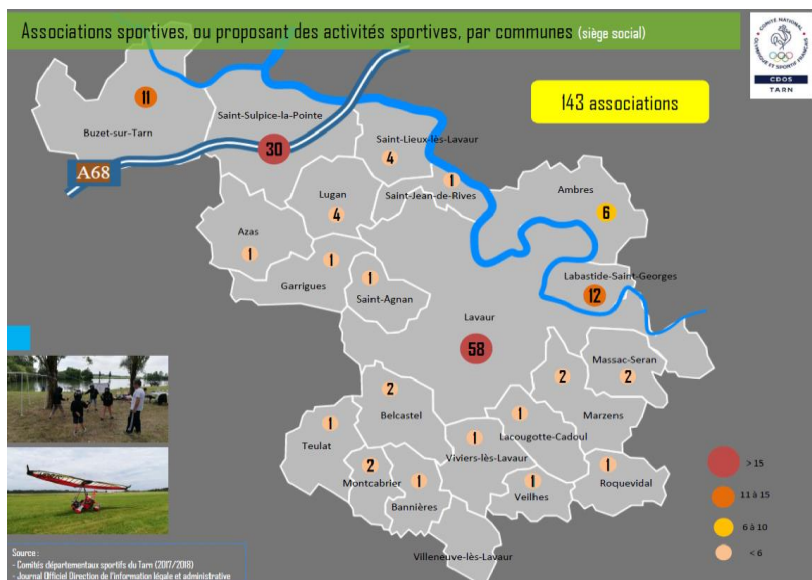 Associations sportives, ou proposant des activités sportives, par communes (siège social)
COMITÉ NATIONAL OLYMPIQUE ET SPORTIF FRANÇAIS
CDOS
TARN
143 associations
11
Buzet-sur-Tarn
Saint-Sulpice-la-Pointe
30
A68
Saint-Lieux-lès-Lavaur
4
1
Saint-Jean-de-Rives
Lugan
4
Ambres
6
Azas
1
1
Garrigues
1
Saint-Agnan
Labastide-Saint-Georges
12
Lavaur
58
Massac-Seran
2
2
Marzens
2
Belcastel
1
Teulat
1
Lacougotte-Cadoul
1
Viviers-lès-Lavaur
2
Montcabrier
1
Bannières
1
Veilhes
1
Roquevidal
Villeneuve-lès-Lavaur
> 15
11 à 15
6 à 10
< 6
Source :
- Comités départementaux sportifs du Tarn (2017/2018)
- Journal Officiel Direction de l'information légale et administrative